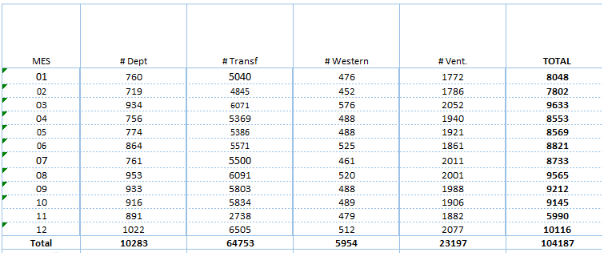 MES # Dept # Transf # Western # Vent. TOTAL
01 760 5040 476 1772 8048
02 719 4845 452 1786 7802
03 934 6071 576 2052 9633
04 756 5369 488 1940 8553
05 774 5386 488 1921 8569
06 864 5571 525 1861 8821
07 761 5500 461 2011 8733
08 953 6091 520 2001 9565
09 933 5803 488 1988 9212
10 916 5834 489 1906 9145
11 891 2738 479 1882 5990
12 1022 6505 512 2077 10116
Total 10283 64753 5954 23197 104187